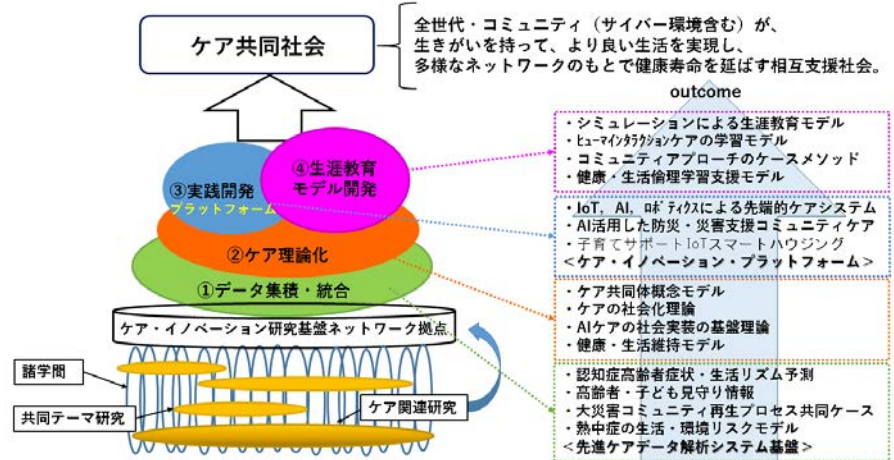 ケア共同社会
全世代・コミュニティ（サイバー環境含む）が、
生きがいを持って、より良い生活を実現し、
多様なネットワークのもとで健康寿命を延ばす相互支援社会。
outcome
④生涯教育
モデル開発
③実践開発
プラットフォーム
②ケア理論化
①データ集積・統合
ケア・イノベーション研究基盤ネットワーク拠点
諸学問
共同テーマ研究
ケア関連研究
・シミュレーションによる生涯教育モデル
・ﾋｭｰﾏﾝｲﾝﾀﾗｸｼｮﾝケアの学習モデル
・コミュニティアプローチのケースメソッド
・健康・生活倫理学習支援モデル
・IoT, AI, ﾛﾎﾞﾃｨｸｽによる先端的ケアシステム
・AI活用した防災・災害支援コミュニティケア
・子育てサポートIoTスマートハウジング
＜ケア・イノベーション・プラットフォーム＞
・ケア共同体概念モデル
・ケアの社会化理論
・AIケアの社会実装の基盤理論
・健康・生活維持モデル
・認知症高齢者症状・生活リズム予測
・高齢者・子ども見守り情報
・大災害コミュニティ再生プロセス共同ケース
・熱中症の生活・環境リスクモデル
＜先進ケアデータ解析システム基盤＞